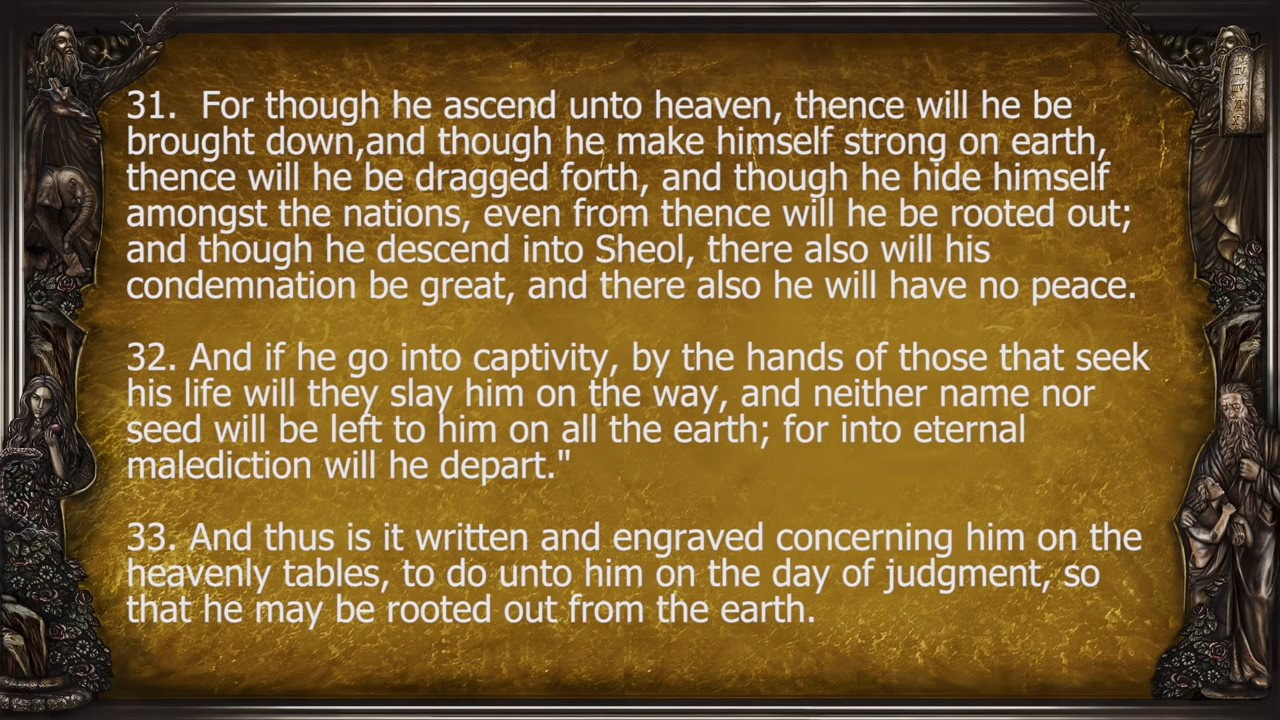 31.  For though he ascend unto heaven, thence will he be
brought down,and though he make himself strong on earth,
thence will he be dragged forth, and though he hide himself
amongst the nations, even from thence will he be rooted out;
and though he descend into Sheol, there also will his
condemnation be great, and there also he will have no peace.
32. And if he go into captivity, by the hands of those that seek
his life will they slay him on the way, and neither name nor
seed will be left to him on all the earth; for into eternal
malediction will he depart."
33. And thus is it written and engraved concerning him on the
heavenly tables, to do unto him on the day of judgment, so
that he may be rooted out from the earth.